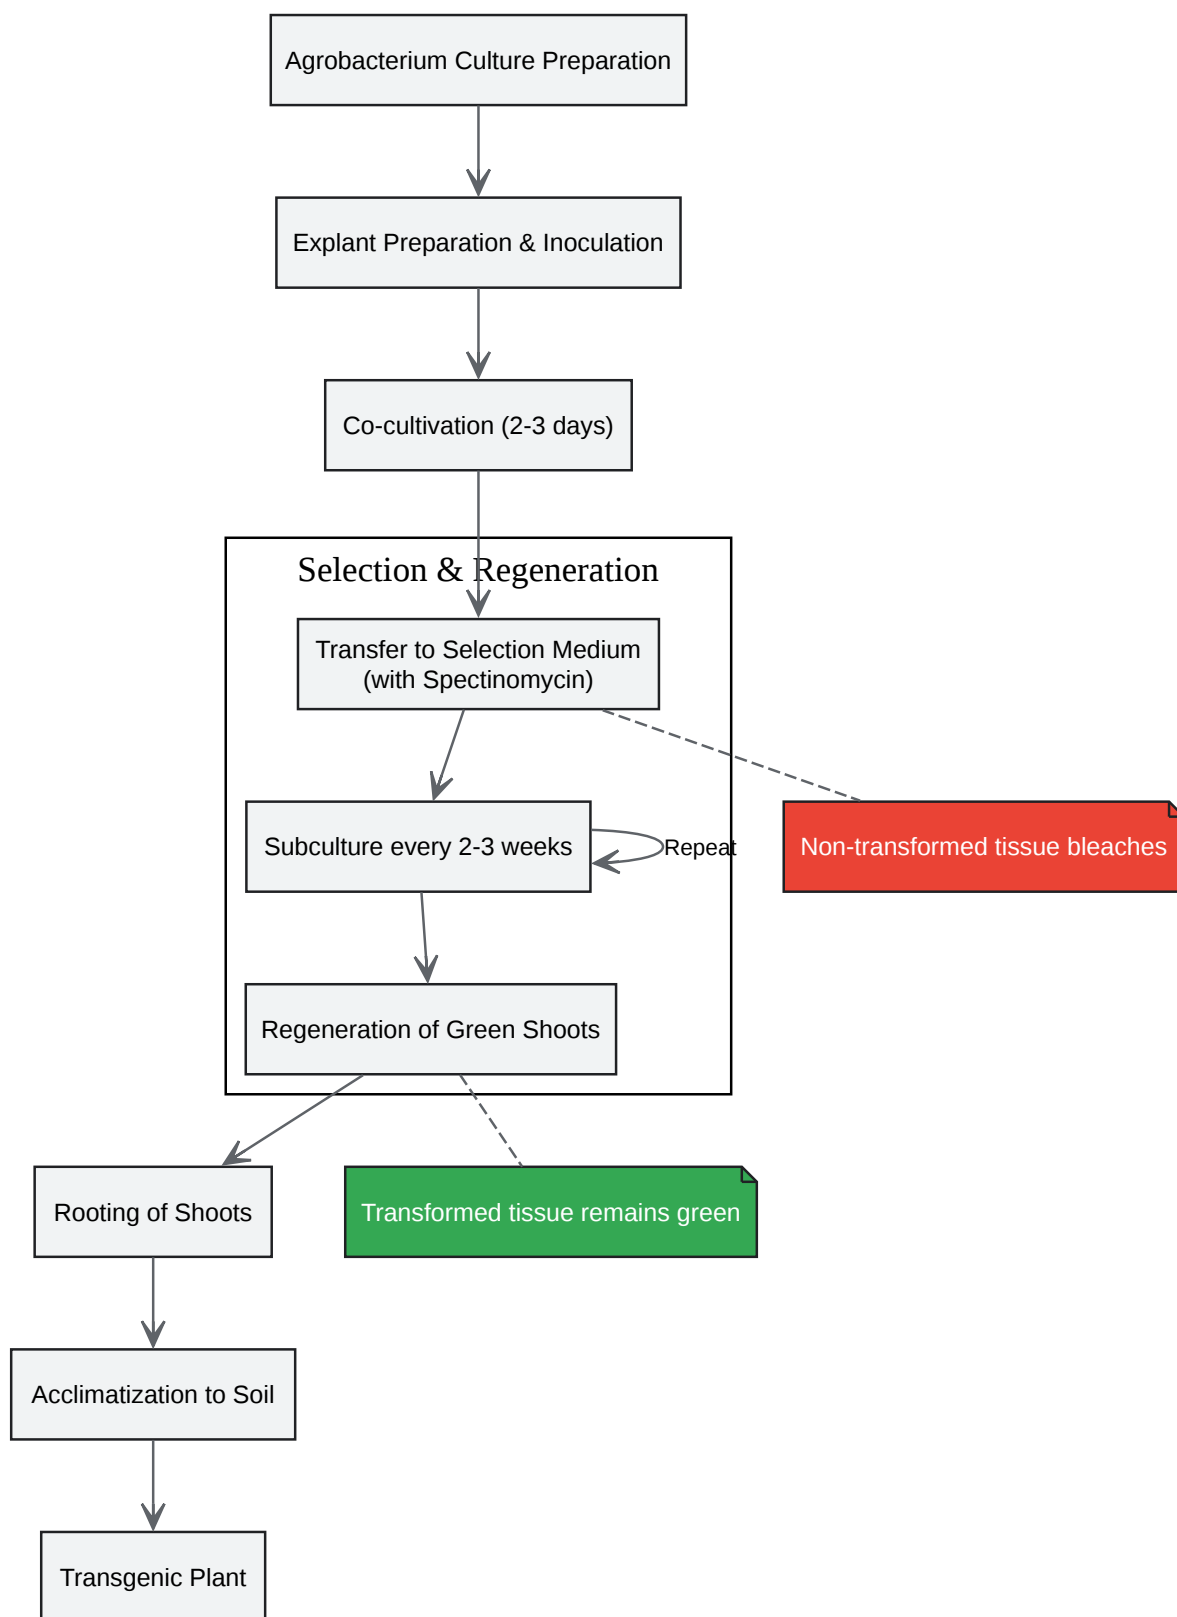 Agrobacterium Culture Preparation
Explant Preparation & Inoculation
Co-cultivation (2-3 days)
Selection & Regeneration
Transfer to Selection Medium
(with Spectinomycin)
Subculture every 2-3 weeks
Repeat
Non-transformed tissue bleaches
Regeneration of Green Shoots
Rooting of Shoots
Transformed tissue remains green
Acclimatization to Soil
Transgenic Plant